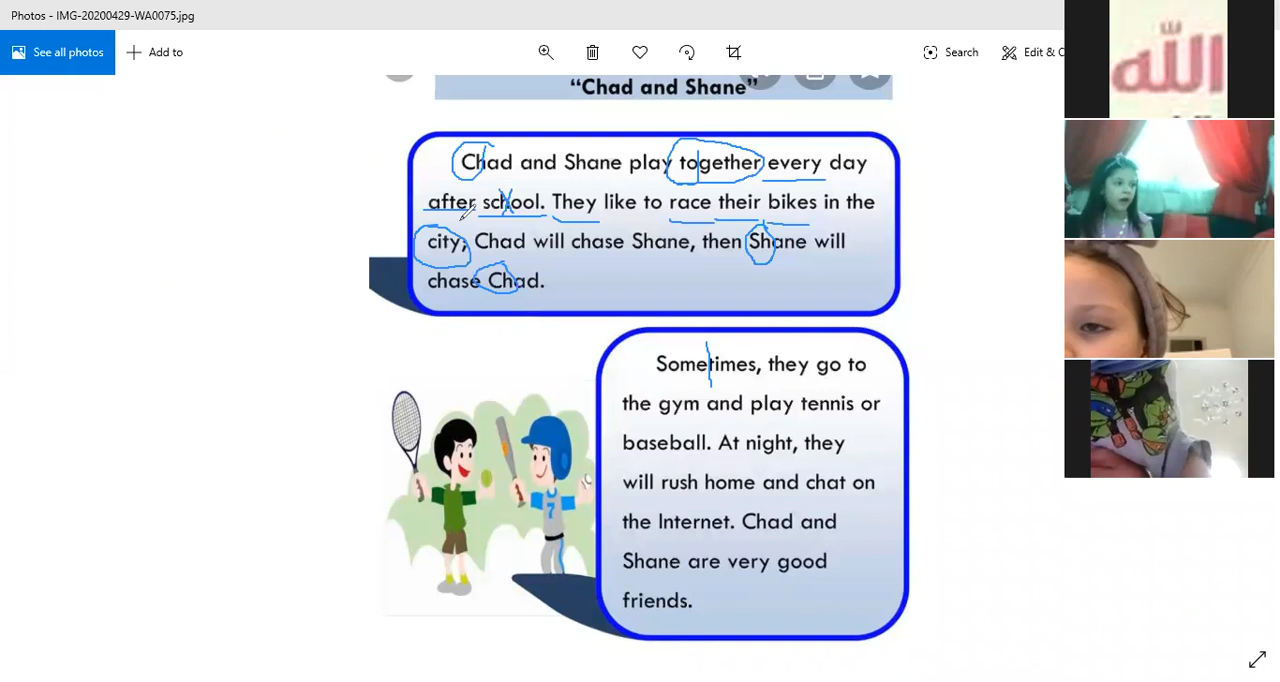 Photos - IMG-20200429-WA0075.jpg
See all photos
Add to
Search
Edit & C
الله
"Chad and Shane"
Chad and Shane play together every day
after school. They like to race their bikes in the
city; Chad will chase Shane, then Shane will
chase Chad.
Sometimes, they go to
the gym and play tennis or
baseball. At night, they
will rush home and chat on
the Internet. Chad and
Shane are very good
friends.
7